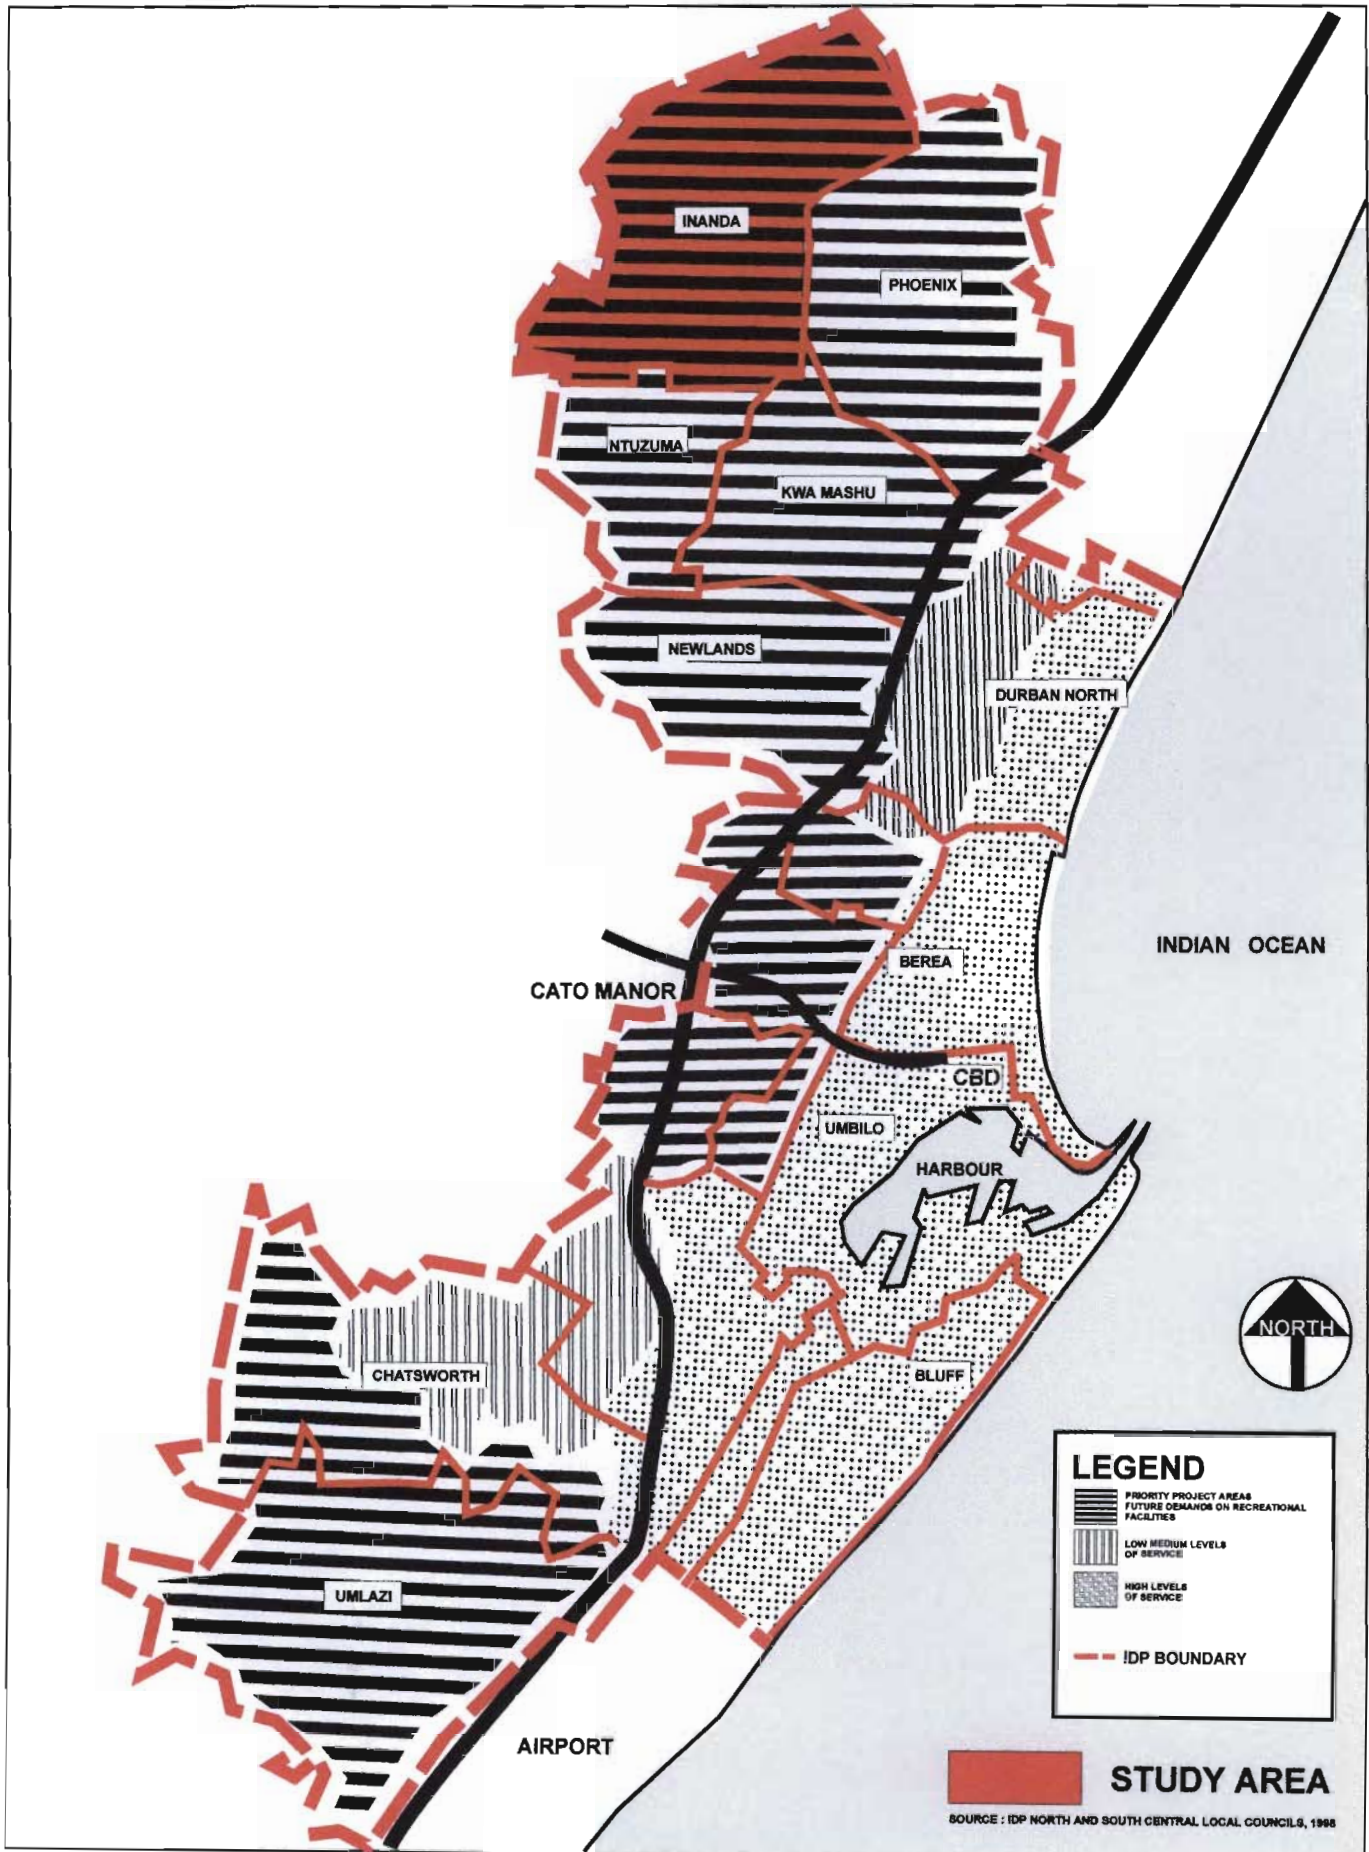 INANDA
PHOENIX
NTUZUMA
KWA MASHU
NEWLANDS
DURBAN NORTH
INDIAN OCEAN
BEREA
CATO MANOR
CBD
UMBILO
HARBOUR
NORTH
CHATSWORTH
BLUFF
UMLAZI
AIRPORT
LEGEND
PRIORITY PROJECT AREAS
FUTURE DEMANDS ON RECREATIONAL
FACILITIES
LOW MEDIUM LEVELS
OF SERVICE
HIGH LEVELS
OF SERVICE
IDP BOUNDARY
STUDY AREA
SOURCE : IDP NORTH AND SOUTH CENTRAL LOCAL COUNCILS, 1998